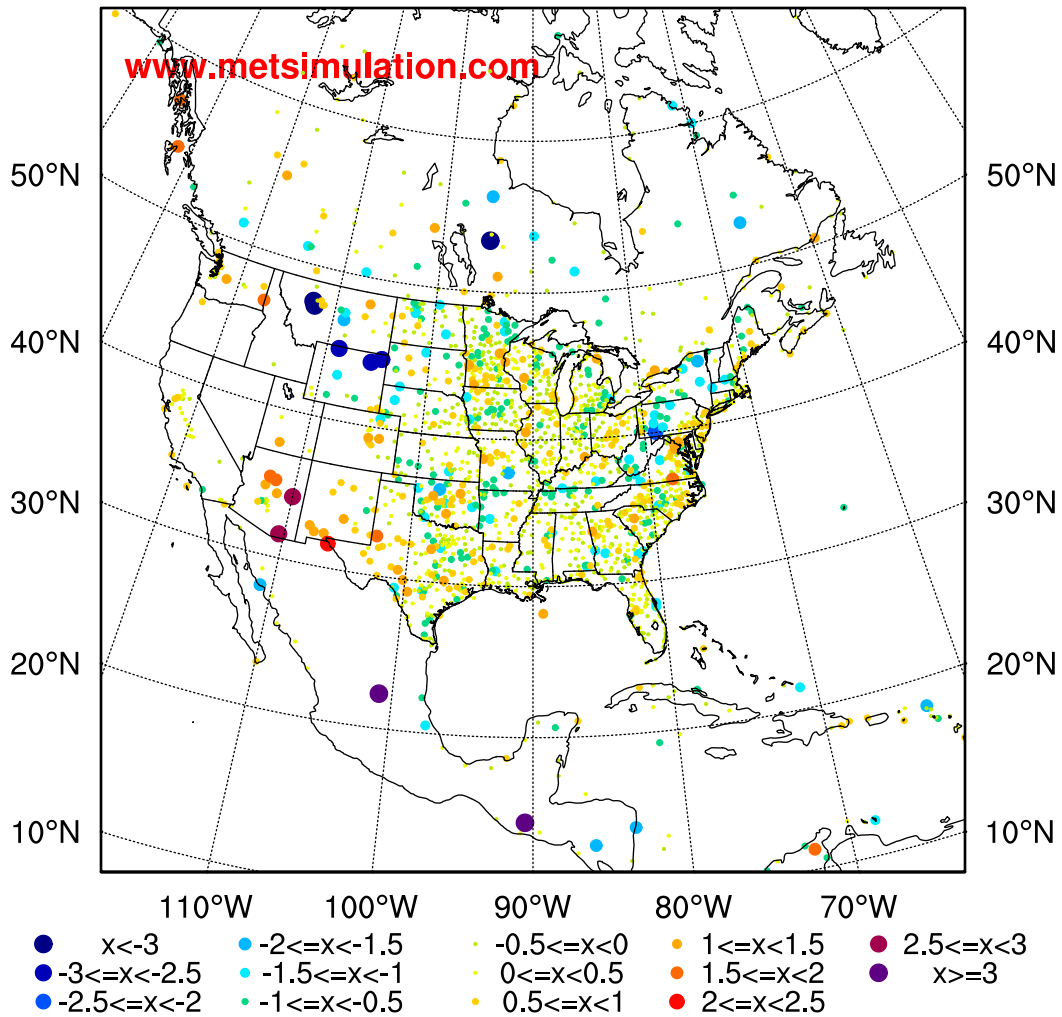 www.metsimulation.com
50°N 50°N
40°N 40°N
30°N 30°N
20°N 20°N
10°N 10°N
110°W 100°W 90°W 80°W 70°W
x<-3 -2<=x<-1.5 -0.5<=x<0 1<=x<1.5 2.5<=x<3
-3<=x<-2.5 -1.5<=x<-1 0<=x<0.5 1.5<=x<2 x>=3
-2.5<=x<-2 -1<=x<-0.5 0.5<=x<1 2<=x<2.5